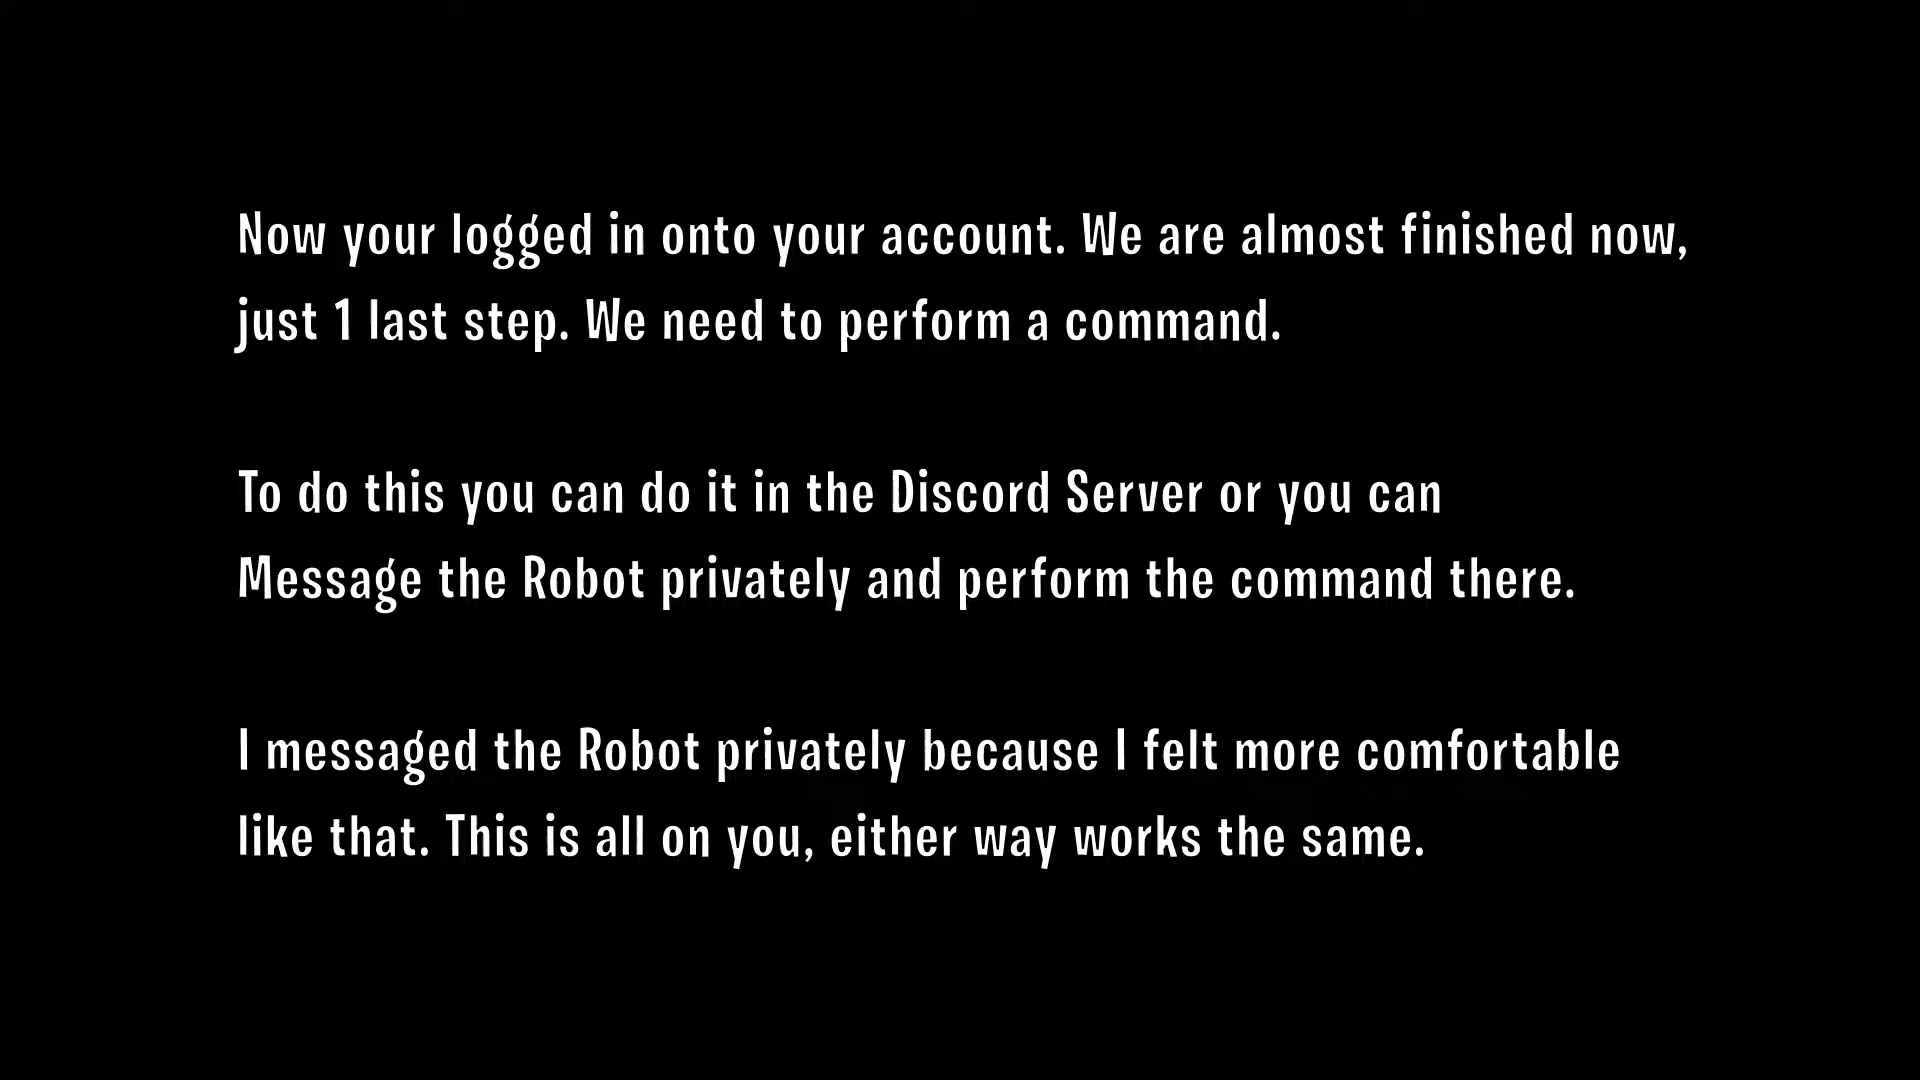 Now your logged in onto your account. We are almost finished now,
just 1 last step. We need to perform a command.
To do this you can do it in the Discord Server or you can
Message the Robot privately and perform the command there.
I messaged the Robot privately because I felt more comfortable
like that. This is all on you, either way works the same.